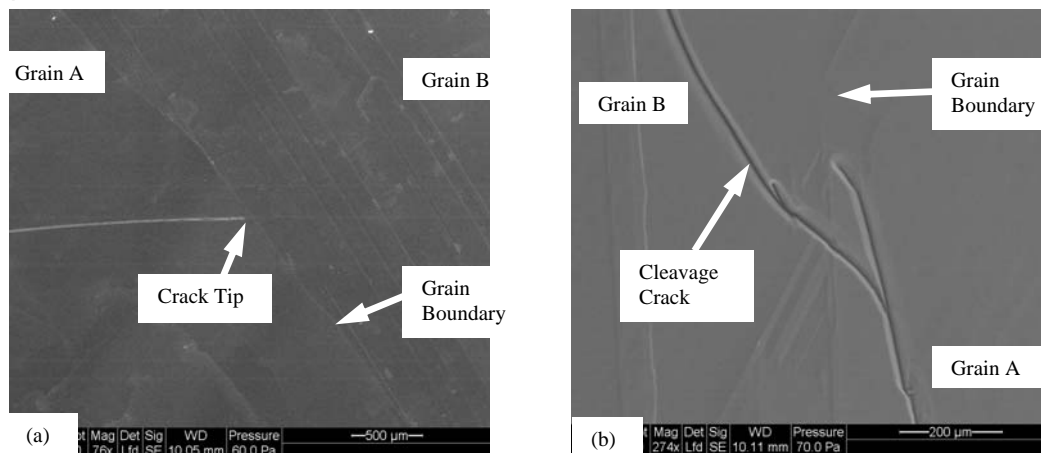 Grain A
Grain B
Crack Tip
Grain
Boundary
(a)
Mag Det Sig WD Pressure
76x Lfd SE 10.05 mm 60.0 Pa
500 µm
Grain B
Grain
Boundary
Cleavage
Crack
Grain A
(b)
Mag Det Sig WD Pressure
274x Lfd SE 10.11 mm 70.0 Pa
200 µm